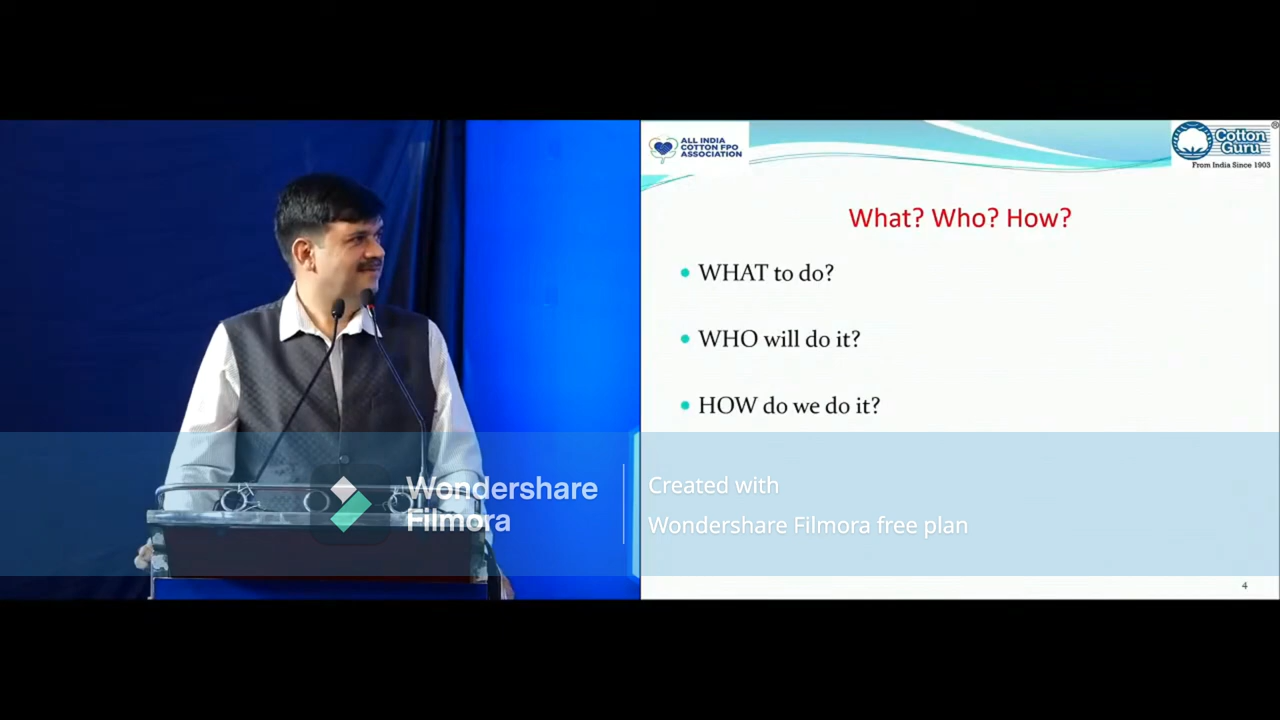 ALL INDIA
COTTON FPO
ASSOCIATION
Cotton
Guru
®
From India Since 1903
What? Who? How?
WHAT to do?
WHO will do it?
HOW do we do it?
Wondershare
Filmora
Created with
Wondershare Filmora free plan
4